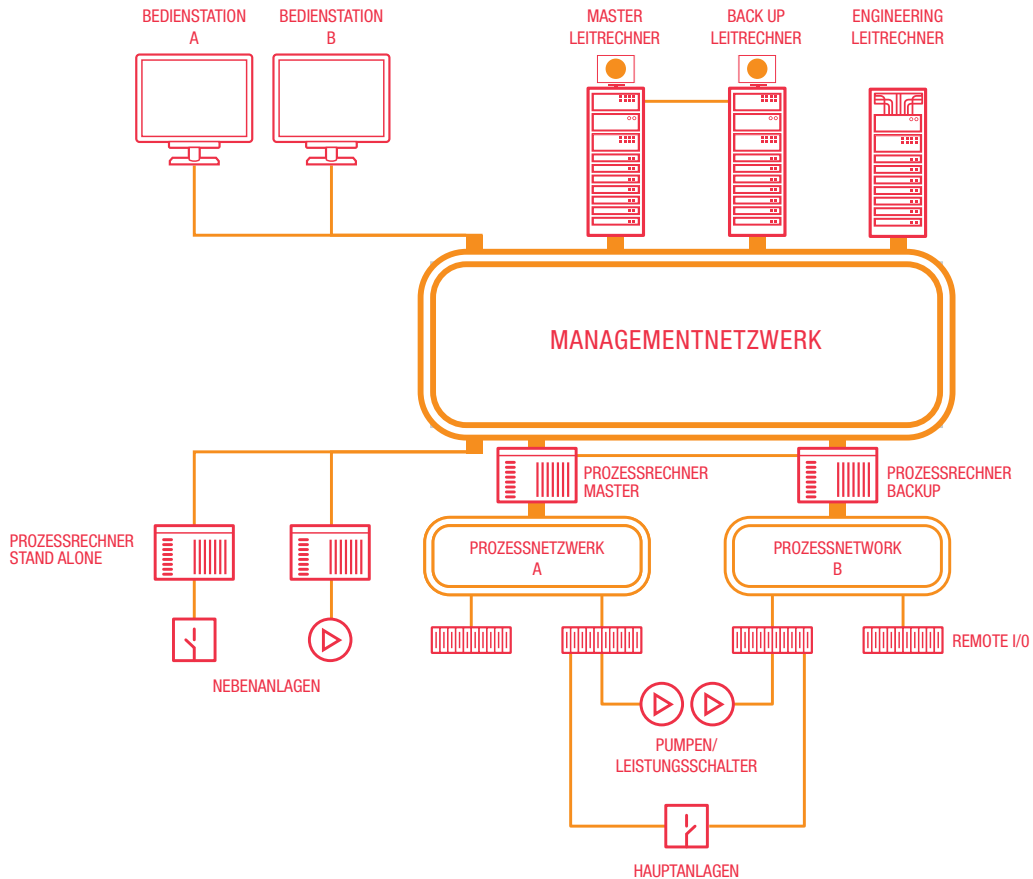 BEDIENSTATION
A
BEDIENSTATION
B
MASTER
LEITRECHNER
BACK UP
LEITRECHNER
ENGINEERING
LEITRECHNER
MANAGEMENTNETZWERK
PROZESSRECHNER
MASTER
PROZESSRECHNER
BACKUP
PROZESSRECHNER
STAND ALONE
PROZESSNETZWERK
A
PROZESSNETWORK
B
REMOTE I/0
NEBENANLAGEN
PUMPEN/
LEISTUNGSSCHALTER
HAUPTANLAGEN